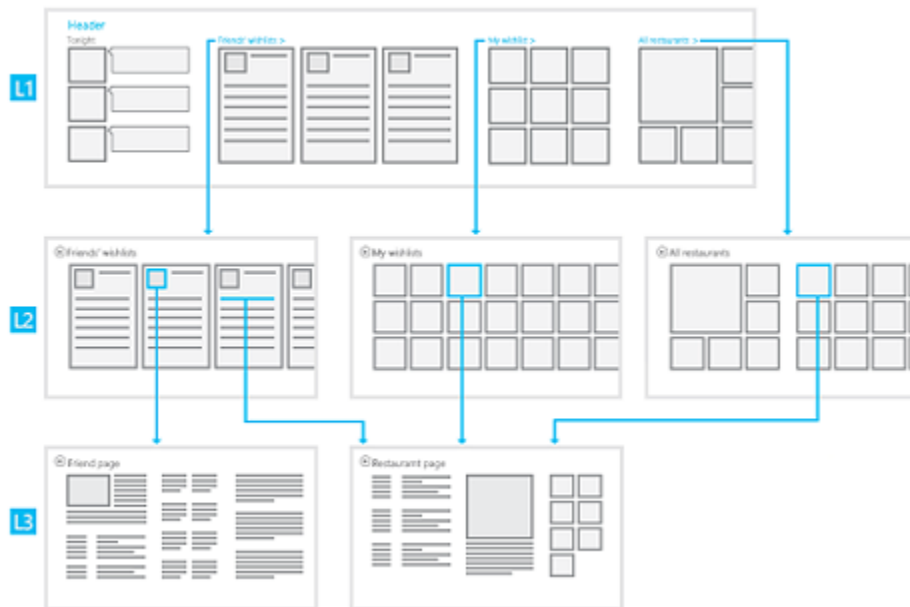 Header
Tonight
Friends' wishlists >
My wishlist >
All restaurants >
L1
Friends' wishlists
My wishlists
All restaurants
L2
Friend page
Restaurant page
L3